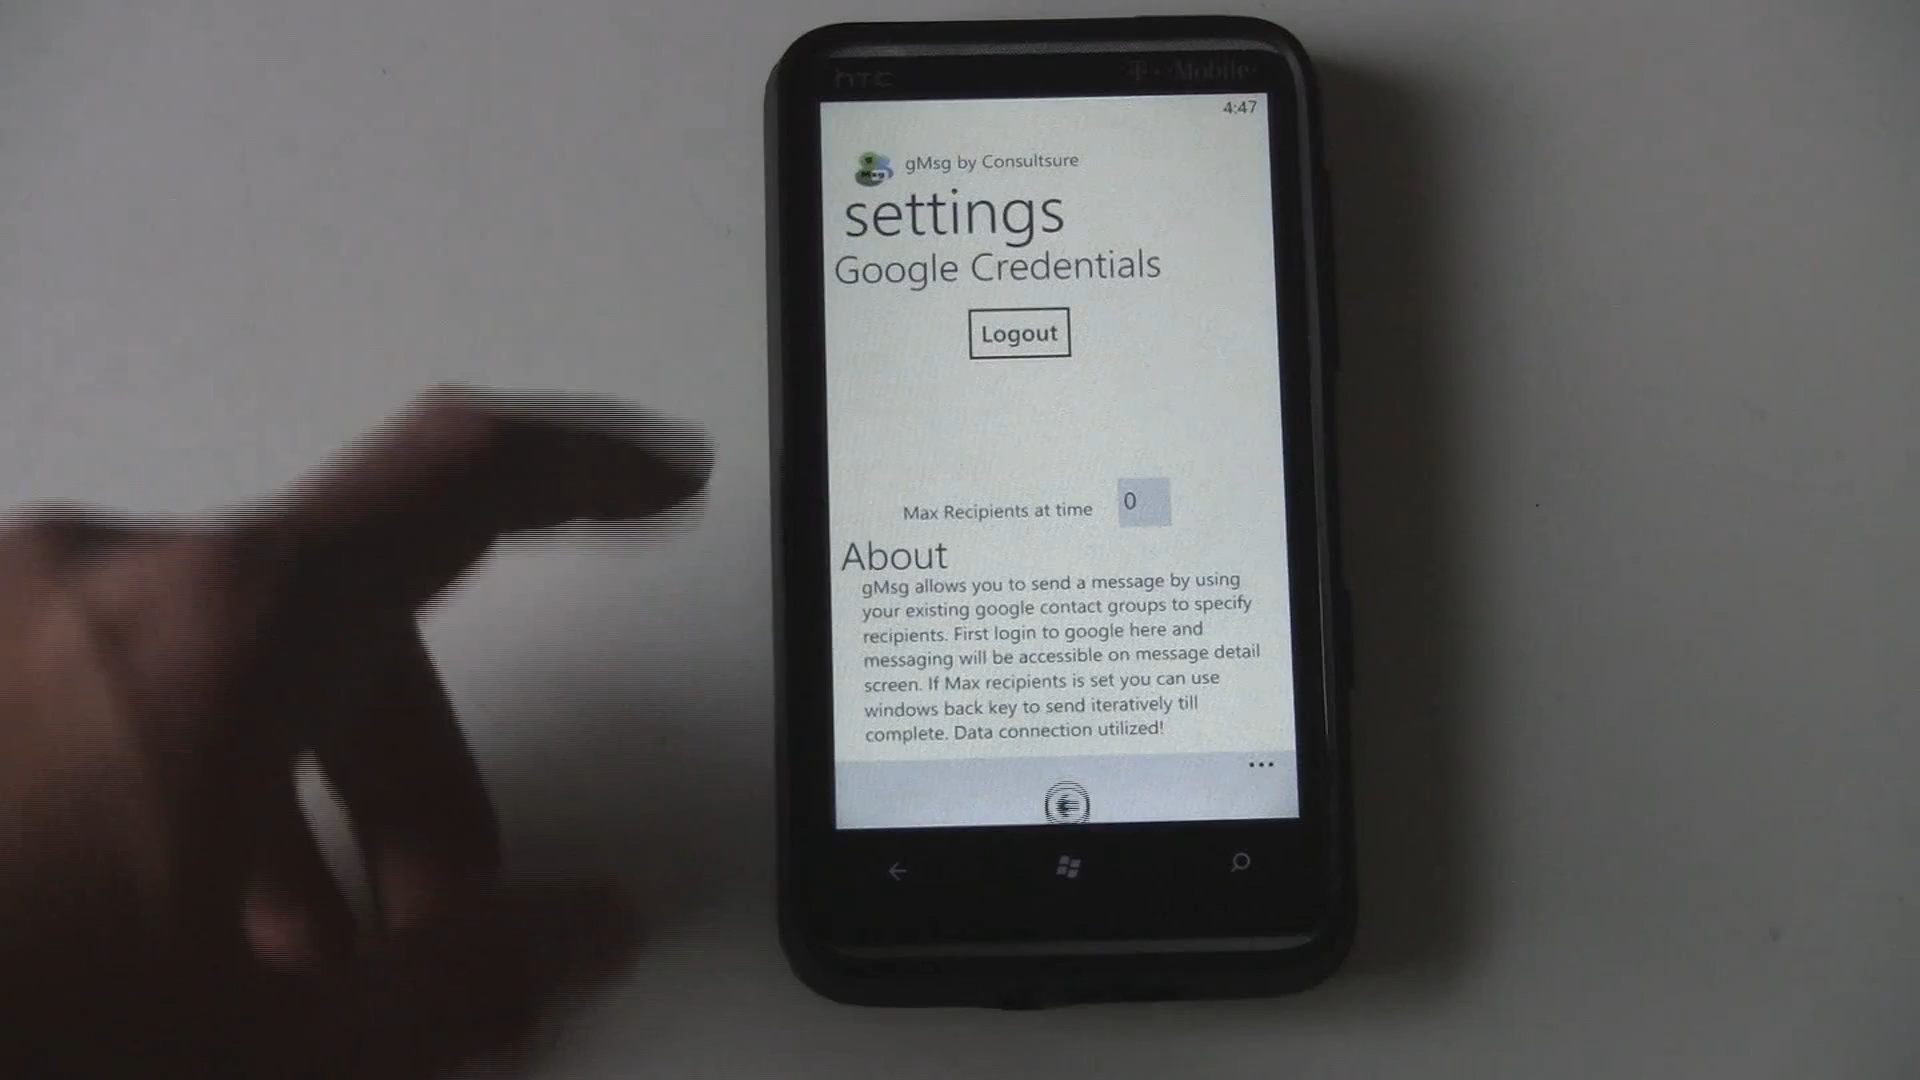 hTC T··Mobile·
4:47
gMsg by Consultsure
settings
Google Credentials
Logout
Max Recipients at time 0
About
gMsg allows you to send a message by using
your existing google contact groups to specify
recipients. First login to google here and
messaging will be accessible on message detail
screen. If Max recipients is set you can use
windows back key to send iteratively till
complete. Data connection utilized!